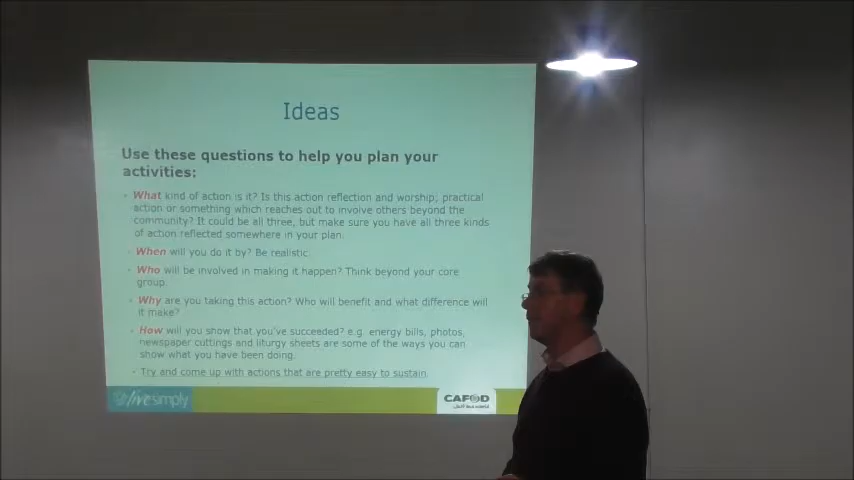 Ideas
Use these questions to help you plan your
activities:
What kind of action is it? Is this action reflection and worship; practical
action or something which reaches out to involve others beyond the
community? It could be all three, but make sure you have all three kinds
of action reflected somewhere in your plan.
When will you do it by? Be realistic.
Who will be involved in making it happen? Think beyond your core
group.
Why are you taking this action? Who will benefit and what difference will
it make?
How will you show that you've succeeded? e.g. energy bills, photos,
newspaper cuttings and liturgy sheets are some of the ways you can
show what you have been doing.
Try and come up with actions that are pretty easy to sustain.
livesimply
CAFOD